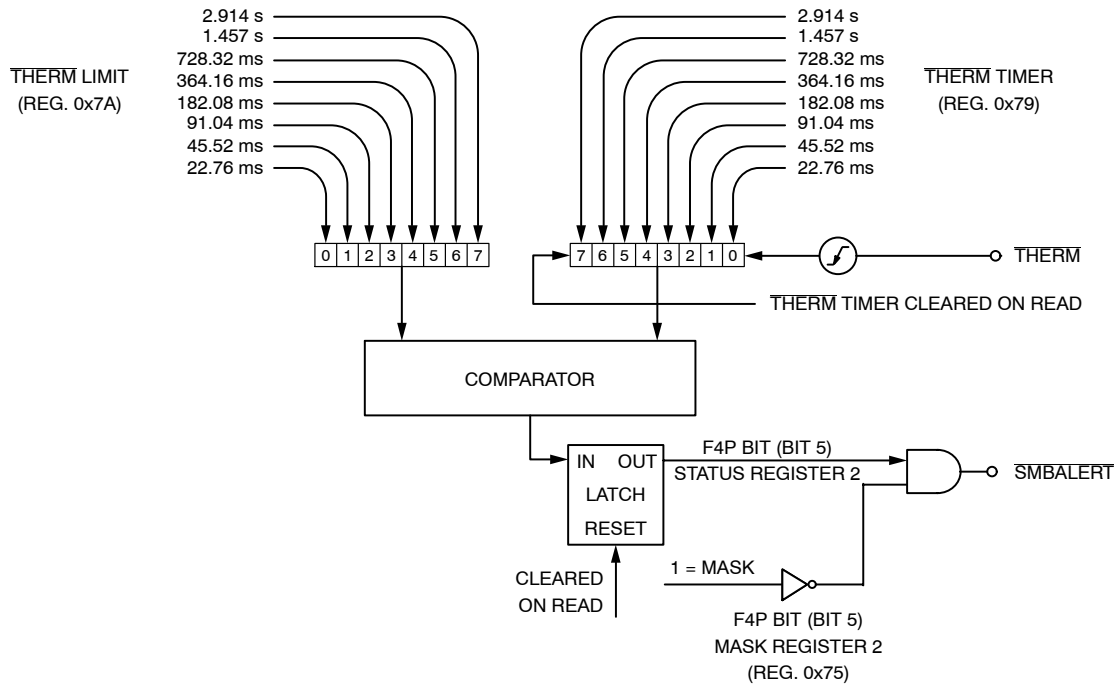 2.914 s
1.457 s
728.32 ms
364.16 ms
182.08 ms
91.04 ms
45.52 ms
22.76 ms
THERM LIMIT
(REG. 0x7A)
2.914 s
1.457 s
728.32 ms
364.16 ms
182.08 ms
91.04 ms
45.52 ms
22.76 ms
THERM TIMER
(REG. 0x79)
0 1 2 3 4 5 6 7
7 6 5 4 3 2 1 0
THERM
THERM TIMER CLEARED ON READ
COMPARATOR
IN OUT
LATCH
RESET
F4P BIT (BIT 5)
STATUS REGISTER 2
SMBALERT
CLEARED
ON READ
1 = MASK
F4P BIT (BIT 5)
MASK REGISTER 2
(REG. 0x75)